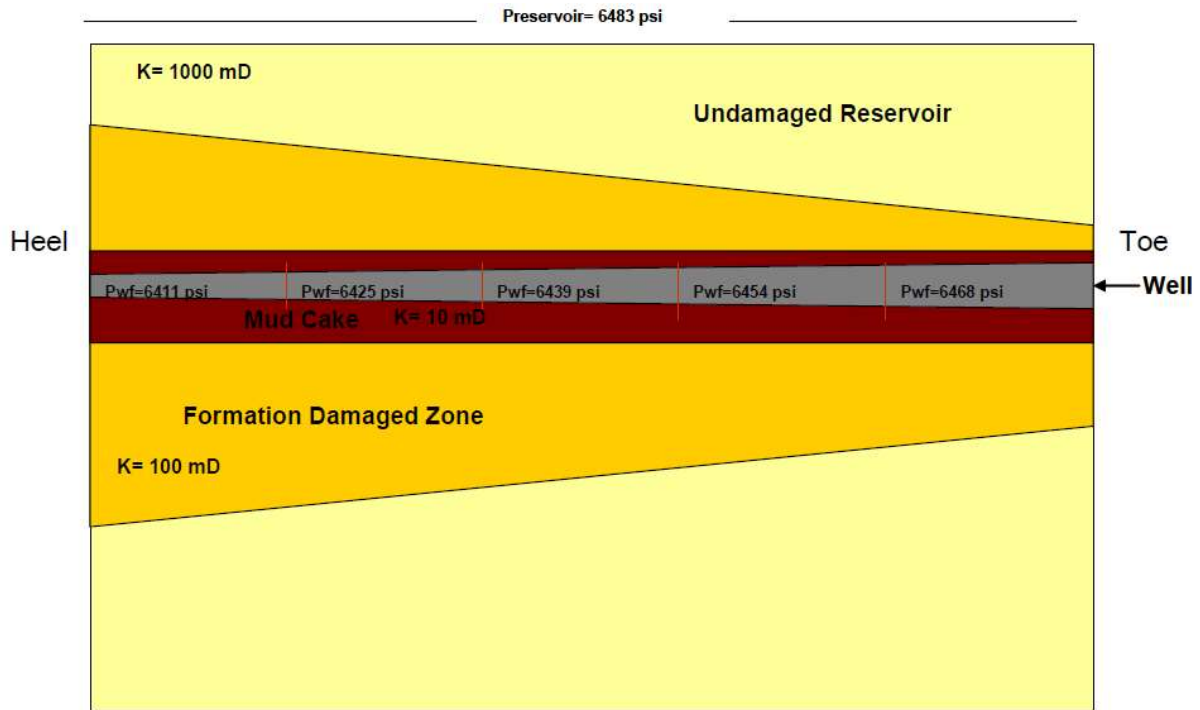 Preservoir= 6483 psi
K= 1000 mD
Undamaged Reservoir
Heel
Toe
Pwf=6411 psi
Pwf=6425 psi
Pwf=6439 psi
Pwf=6454 psi
Pwf=6468 psi
Well
Mud Cake
K= 10 mD
Formation Damaged Zone
K= 100 mD